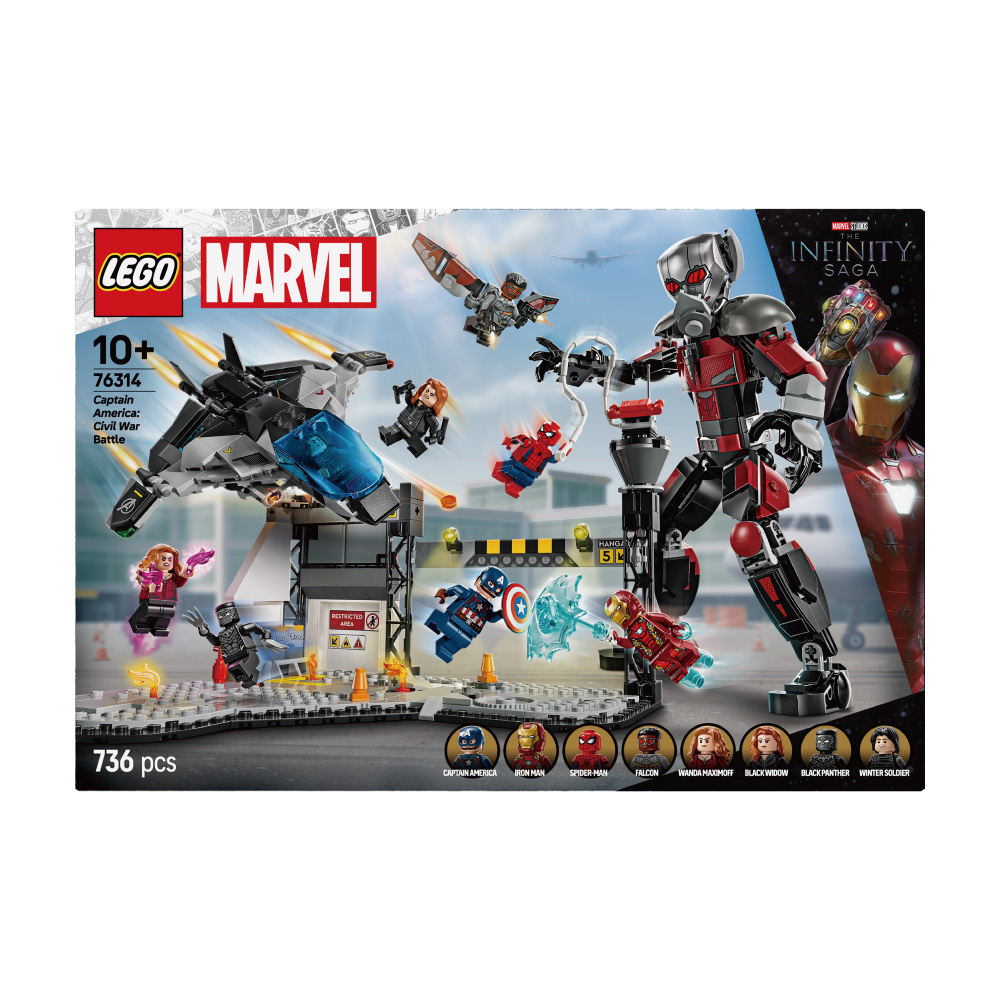 LEGO
MARVEL
MARVEL STUDIOS
THE
INFINITY
SAGA
10+
76314
Captain
America:
Civil War
Battle
HANGAR
5
RESTRICTED
AREA
736 pcs
CAPTAIN AMERICA
IRON MAN
SPIDER-MAN
FALCON
WANDA MAXIMOFF
BLACK WIDOW
BLACK PANTHER
WINTER SOLDIER